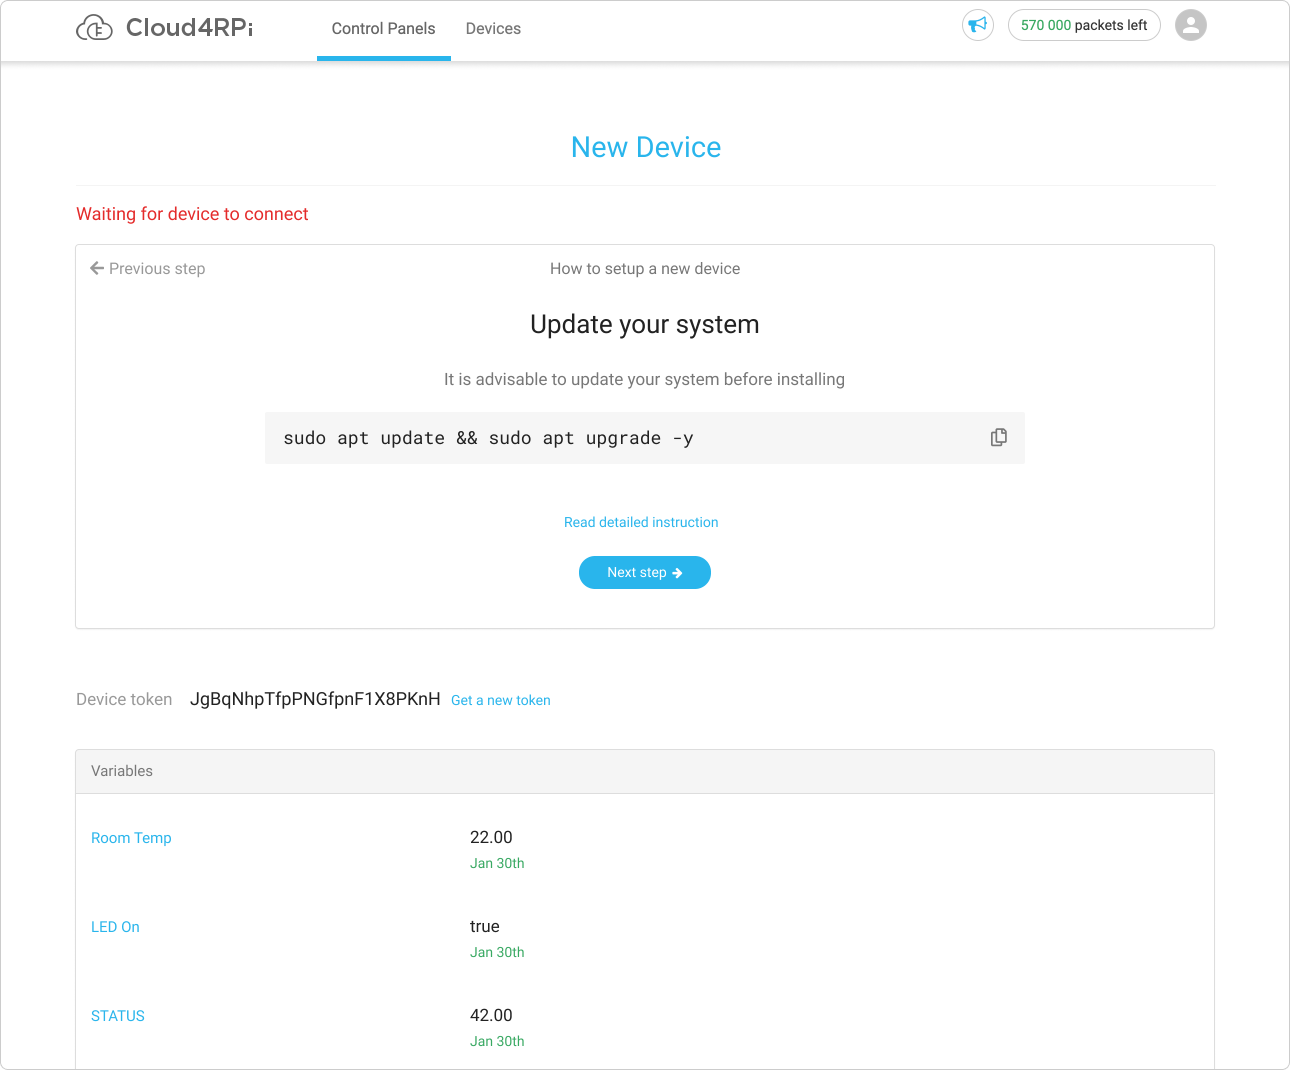 Cloud4RPi
Control Panels
Devices
570 000 packets left
New Device
Waiting for device to connect
Previous step
How to setup a new device
Update your system
It is advisable to update your system before installing
sudo apt update && sudo apt upgrade -y
Read detailed instruction
Next step
Device token JgBqNhpTfpPNGfpnF1X8PKnH Get a new token
Variables
Room Temp 22.00
Jan 30th
LED On true
Jan 30th
STATUS 42.00
Jan 30th